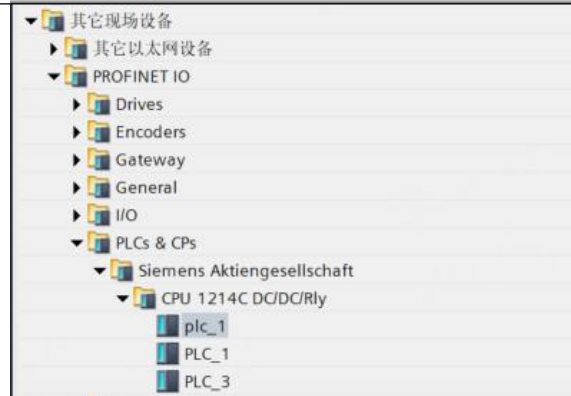 其它现场设备
其它以太网设备
PROFINET IO
Drives
Encoders
Gateway
General
I/O
PLCs & CPs
Siemens Aktiengesellschaft
CPU 1214C DC/DC/Rly
plc_1
PLC_1
PLC_3